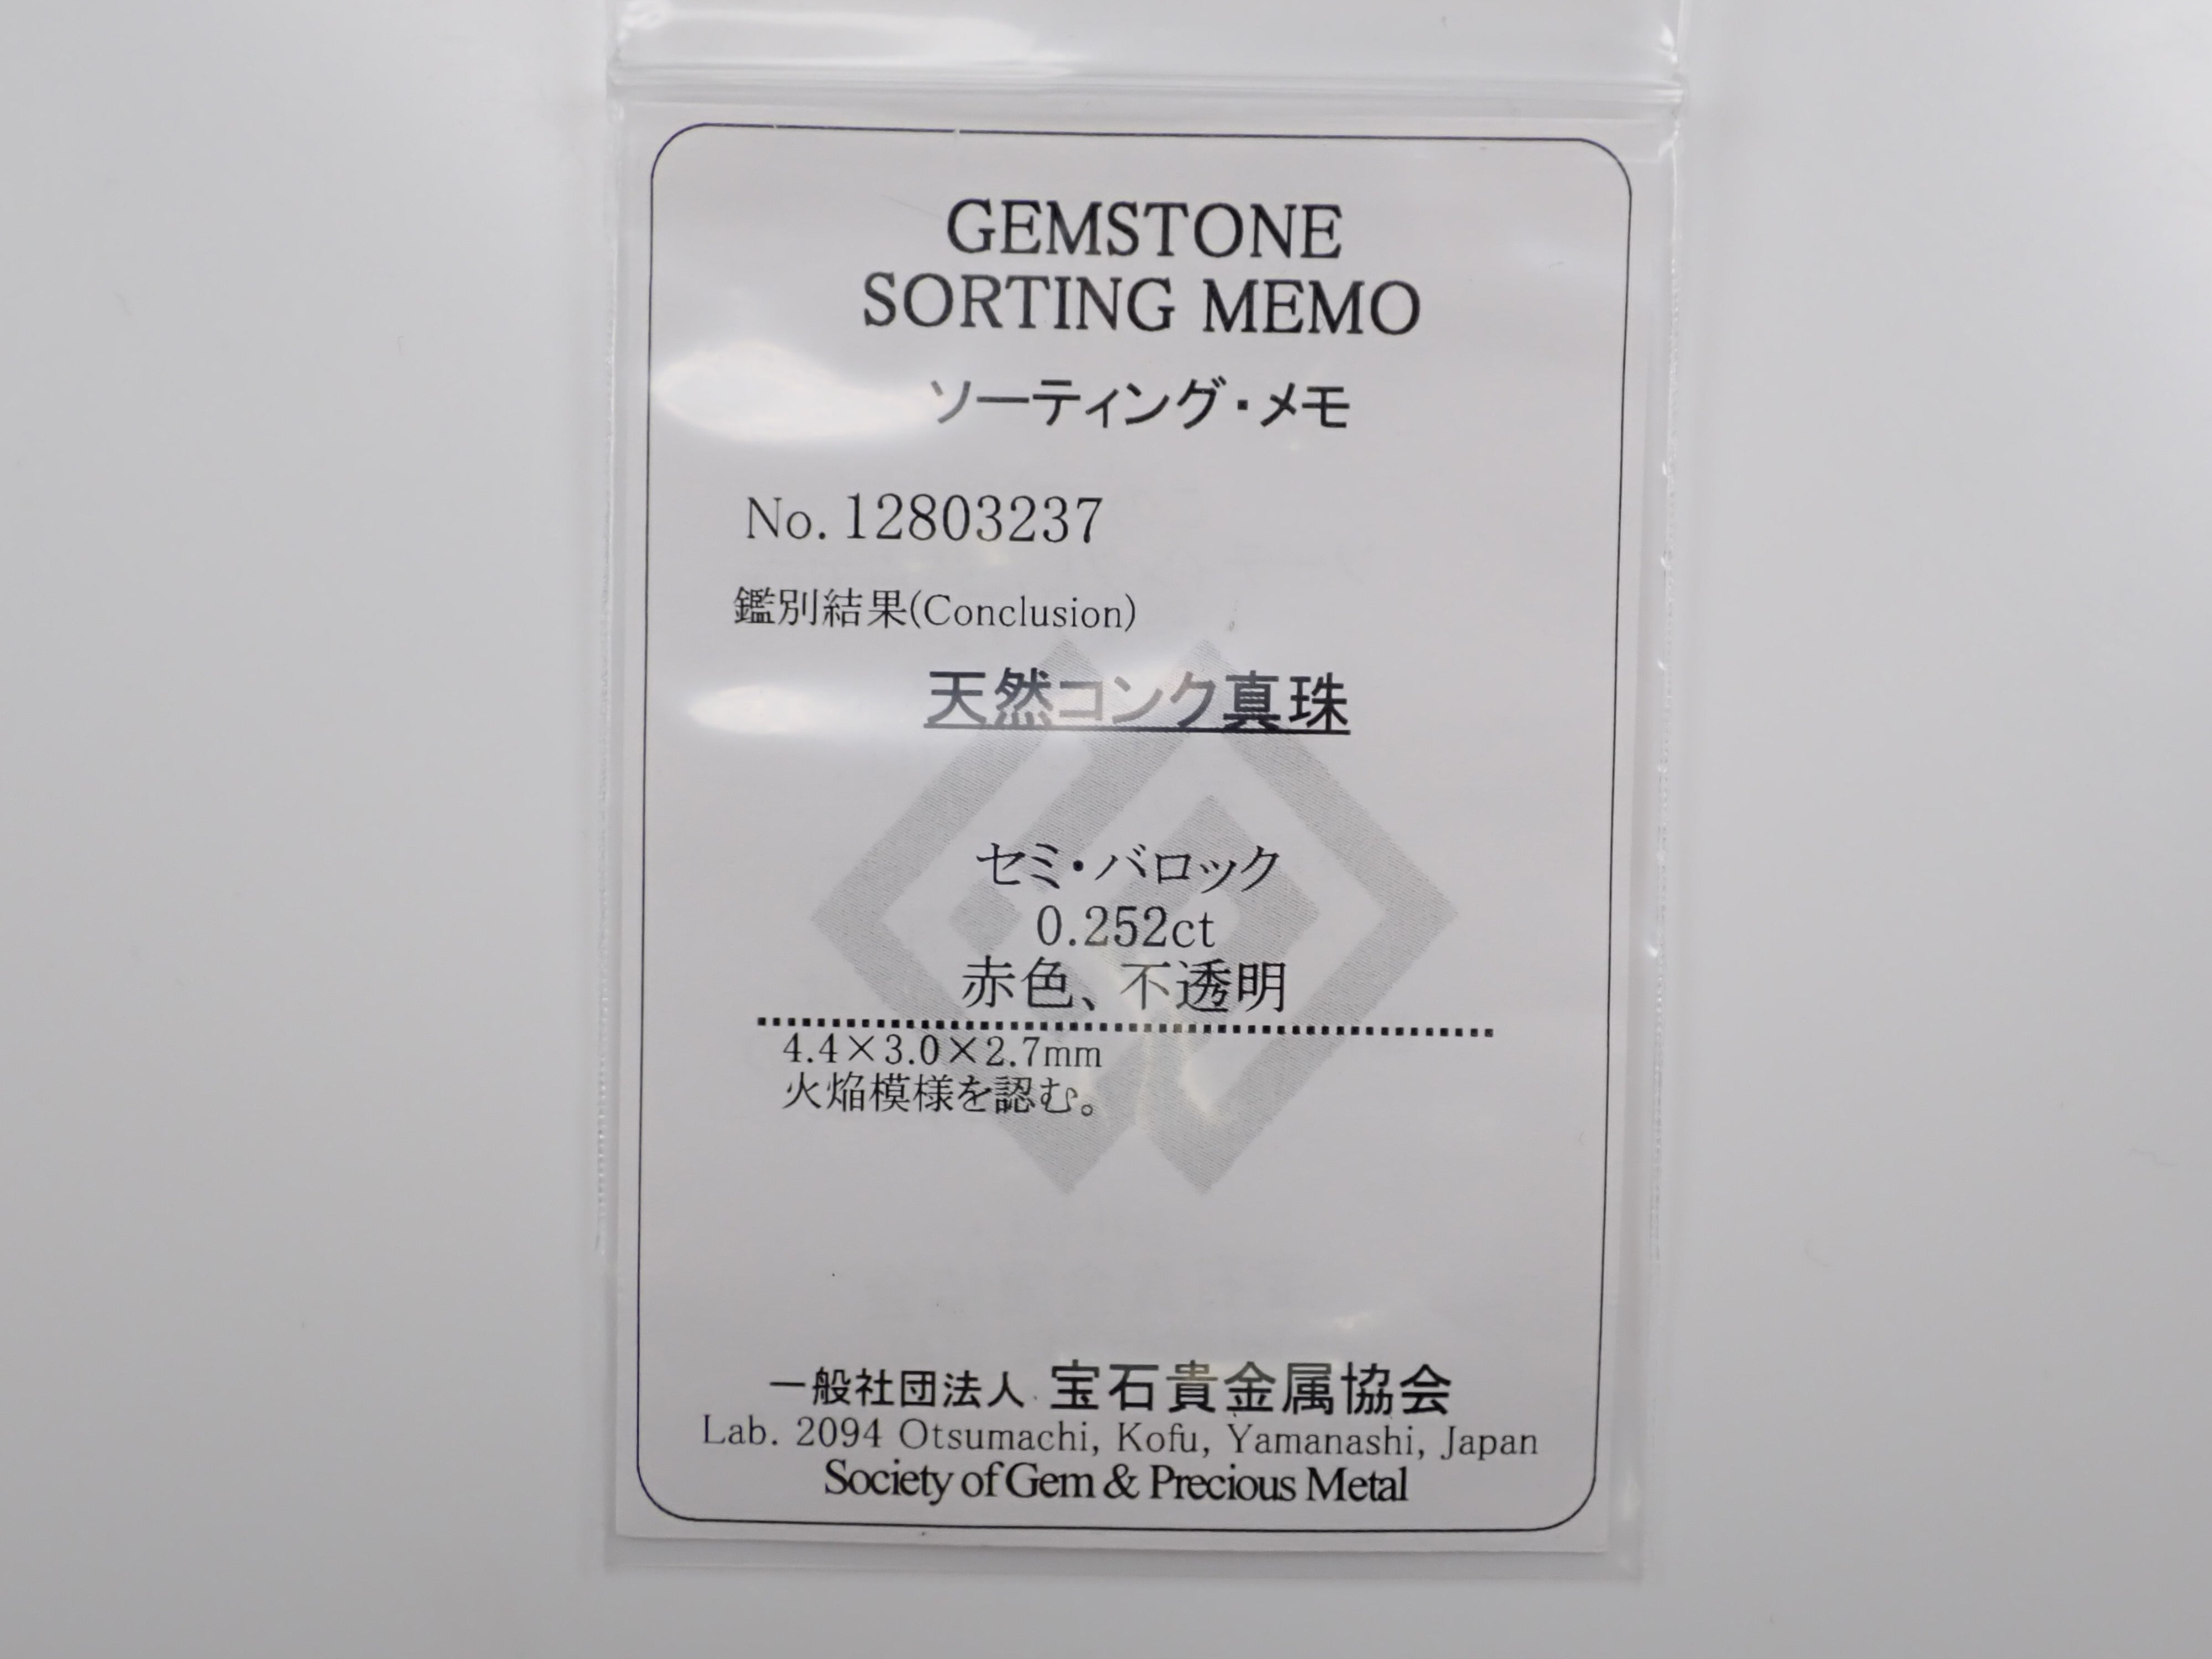 GEMSTONE
SORTING MEMO
ソーティング・メモ
No. 12803237
鑑別結果(Conclusion)
天然コンク真珠
セミ・バロック
0.252ct
赤色、不透明
4.4×3.0×2.7mm
火焔模様を認む。
一般社団法人 宝石貴金属協会
Lab. 2094 Otsumachi, Kofu, Yamanashi, Japan
Society of Gem & Precious Metal